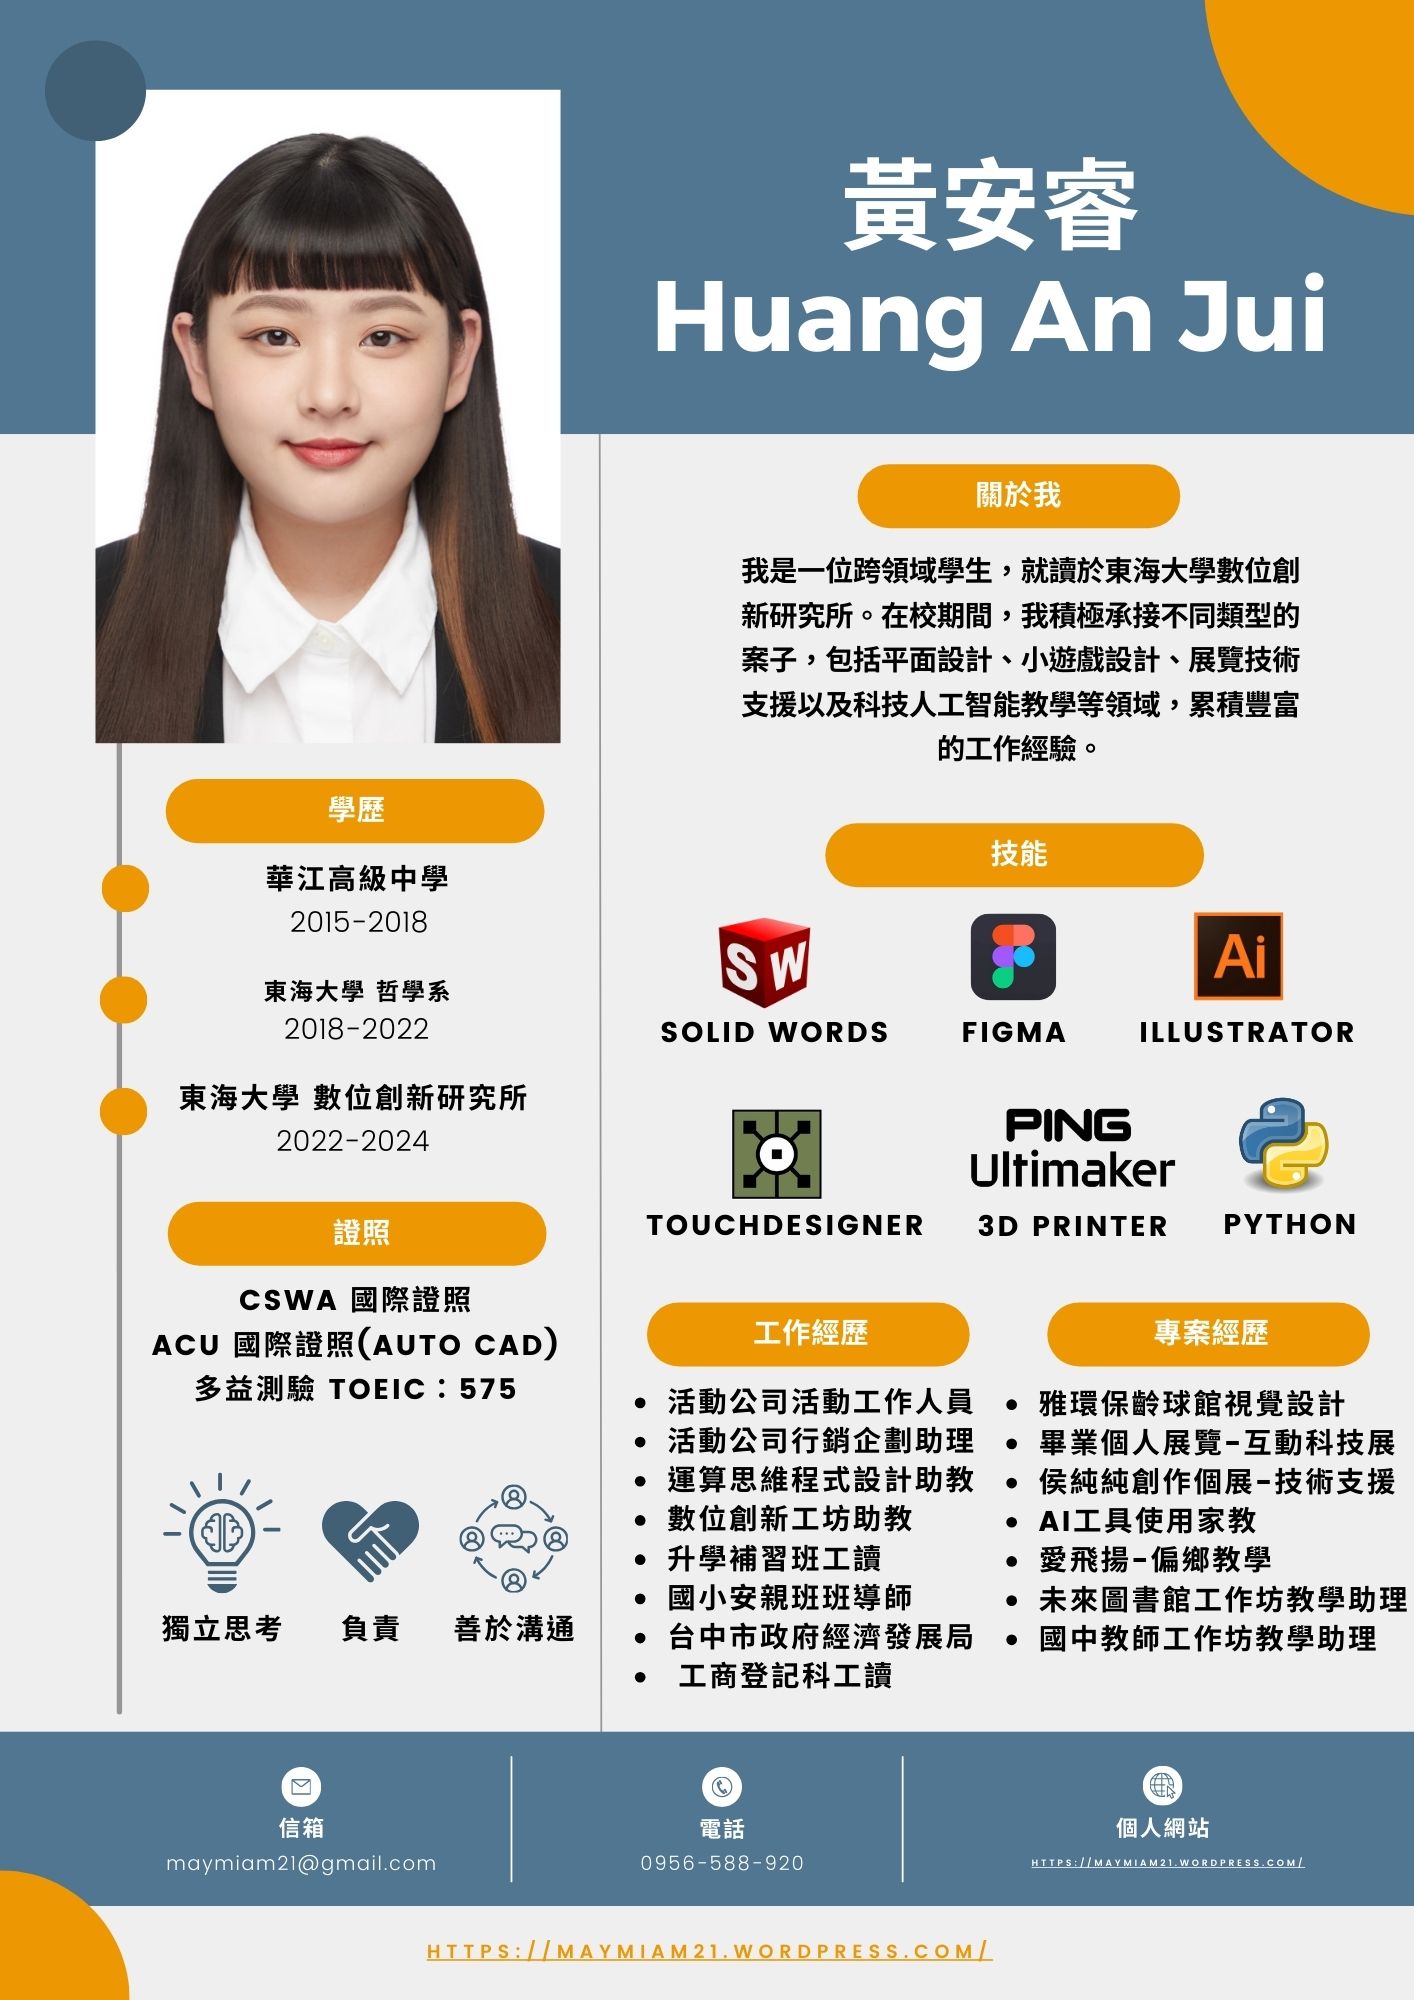 黃安睿
Huang An Jui
關於我
我是一位跨領域學生，就讀於東海大學數位創
新研究所。在校期間，我積極承接不同類型的
案子，包括平面設計、小遊戲設計、展覽技術
支援以及科技人工智能教學等領域，累積豐富
的工作經驗。
學歷
華江高級中學
2015-2018
東海大學 哲學系
2018-2022
東海大學 數位創新研究所
2022-2024
證照
CSWA 國際證照
ACU 國際證照(AUTO CAD)
多益測驗 TOEIC：575
獨立思考
負責
善於溝通
技能
SW
Ai
SOLID WORDS
FIGMA
ILLUSTRATOR
PING
Ultimaker
TOUCHDESIGNER
3D PRINTER
PYTHON
工作經歷
• 活動公司活動工作人員
• 活動公司行銷企劃助理
• 運算思維程式設計助教
• 數位創新工坊助教
• 升學補習班工讀
• 國小安親班班導師
• 台中市政府經濟發展局
• 工商登記科工讀
專案經歷
• 雅環保齡球館視覺設計
• 畢業個人展覽-互動科技展
• 侯純純創作個展-技術支援
• AI工具使用家教
• 愛飛揚-偏鄉教學
• 未來圖書館工作坊教學助理
• 國中教師工作坊教學助理
信箱
maymiam21@gmail.com
電話
0956-588-920
個人網站
HTTPS://MAYMIAM21.WORDPRESS.COM/
HTTPS://MAYMIAM21.WORDPRESS.COM/